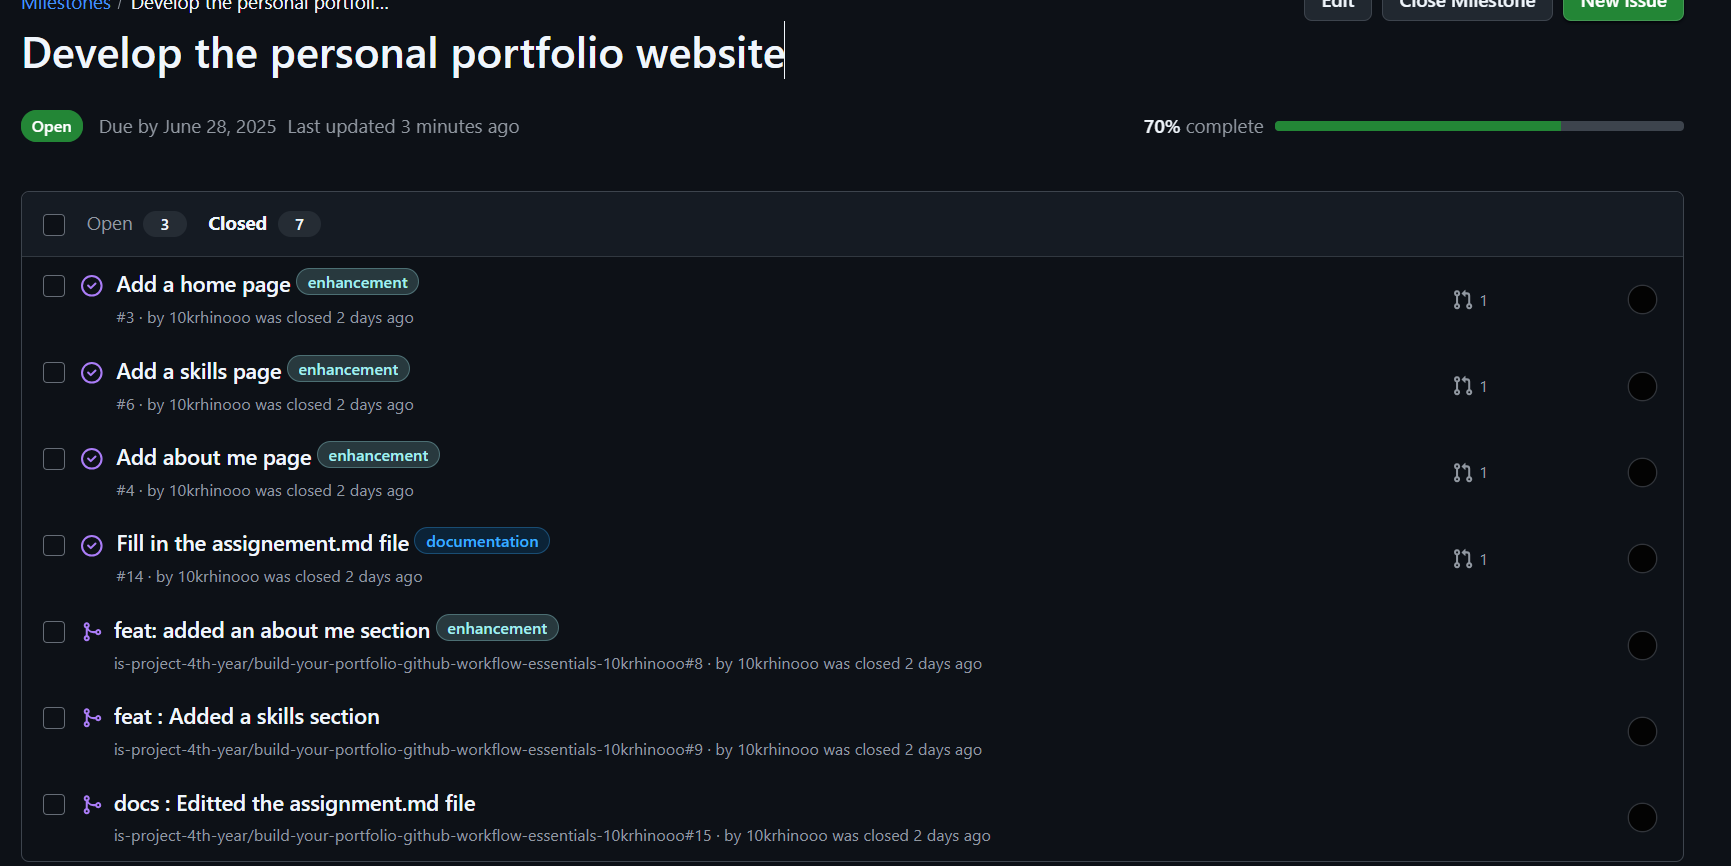 Milestones / Develop the personal portfoli...
Edit Close Milestone New issue
Develop the personal portfolio website
Open Due by June 28, 2025 Last updated 3 minutes ago 70% complete
Open 3 Closed 7
Add a home page enhancement
#3 · by 10krhinooo was closed 2 days ago 1
Add a skills page enhancement
#6 · by 10krhinooo was closed 2 days ago 1
Add about me page enhancement
#4 · by 10krhinooo was closed 2 days ago 1
Fill in the assignement.md file documentation
#14 · by 10krhinooo was closed 2 days ago 1
feat: added an about me section enhancement
is-project-4th-year/build-your-portfolio-github-workflow-essentials-10krhinooo#8 · by 10krhinooo was closed 2 days ago
feat : Added a skills section
is-project-4th-year/build-your-portfolio-github-workflow-essentials-10krhinooo#9 · by 10krhinooo was closed 2 days ago
docs : Editted the assignment.md file
is-project-4th-year/build-your-portfolio-github-workflow-essentials-10krhinooo#15 · by 10krhinooo was closed 2 days ago